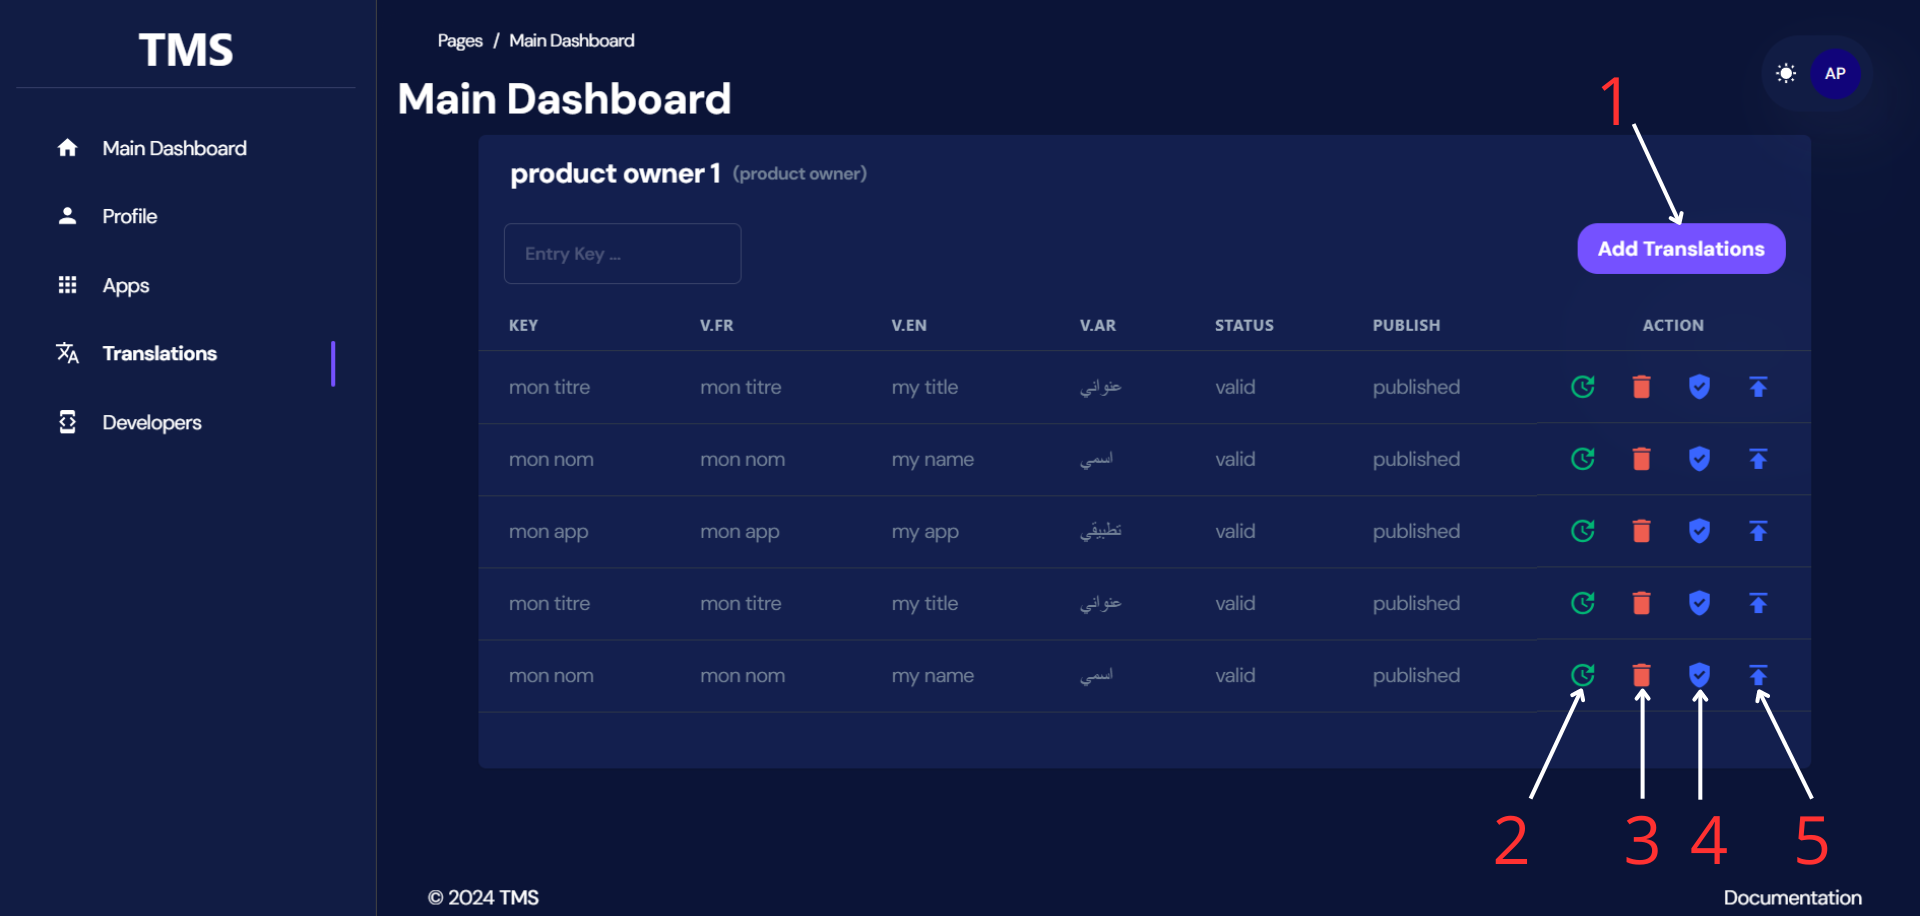 TMS
Main Dashboard
Profile
Apps
Translations
Developers
Pages / Main Dashboard
Main Dashboard
AP
1
product owner 1 (product owner)
Entry Key ...
Add Translations
KEY V.FR V.EN V.AR STATUS PUBLISH ACTION
mon titre mon titre my title عنواني valid published
mon nom mon nom my name اسمي valid published
mon app mon app my app تطبيقي valid published
mon titre mon titre my title عنواني valid published
mon nom mon nom my name اسمي valid published
2 3 4 5
© 2024 TMS
Documentation